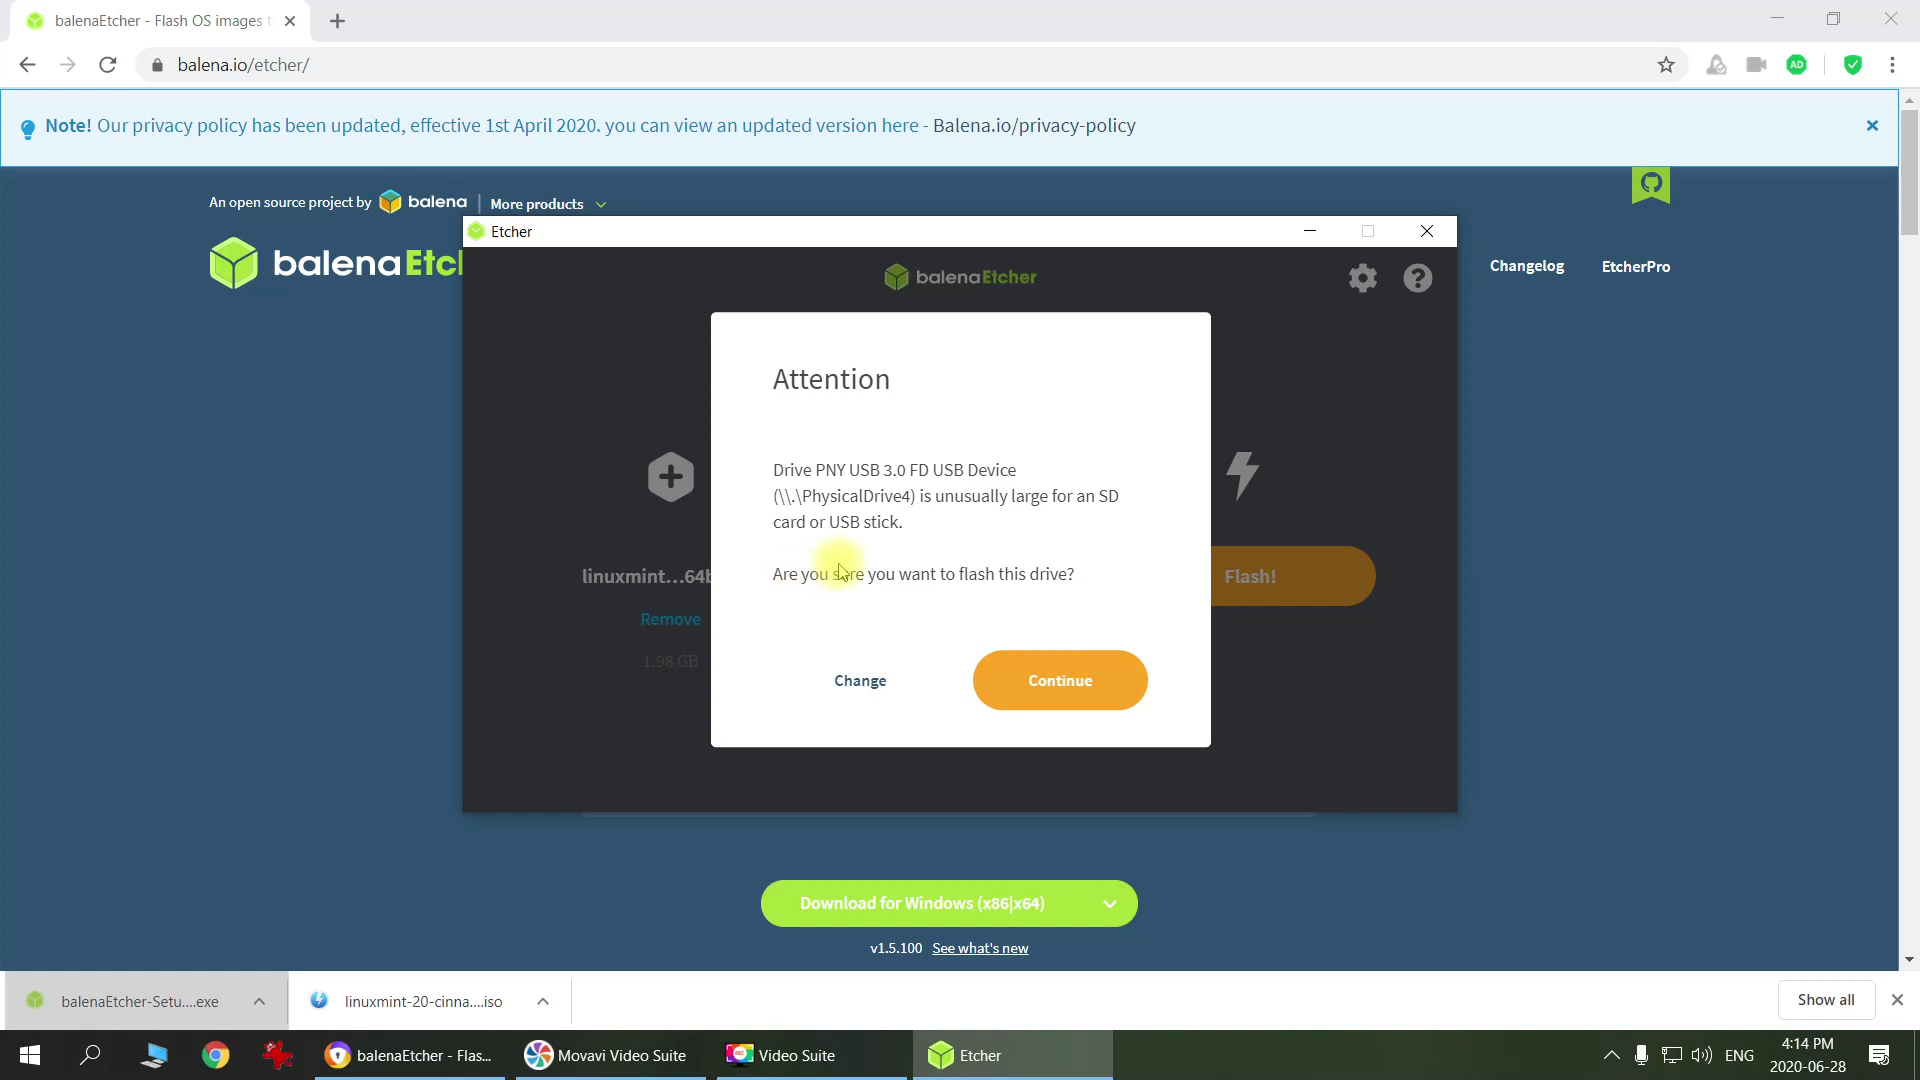 balenaEtcher - Flash OS images t
balena.io/etcher/
AD
Note! Our privacy policy has been updated, effective 1st April 2020. you can view an updated version here - Balena.io/privacy-policy
An open source project by balena
More products
balenaEtc
Changelog
EtcherPro
Etcher
balenaEtcher
Attention
Drive PNY USB 3.0 FD USB Device
(\\.\PhysicalDrive4) is unusually large for an SD
card or USB stick.
Are you sure you want to flash this drive?
linuxmint...64b
Flash!
Remove
1.98 GB
Change
Continue
Download for Windows (x86|x64)
v1.5.100 See what's new
balenaEtcher-Setu....exe
linuxmint-20-cinna....iso
Show all
balenaEtcher - Flas...
Movavi Video Suite
REC
Video Suite
Etcher
ENG
4:14 PM
2020-06-28